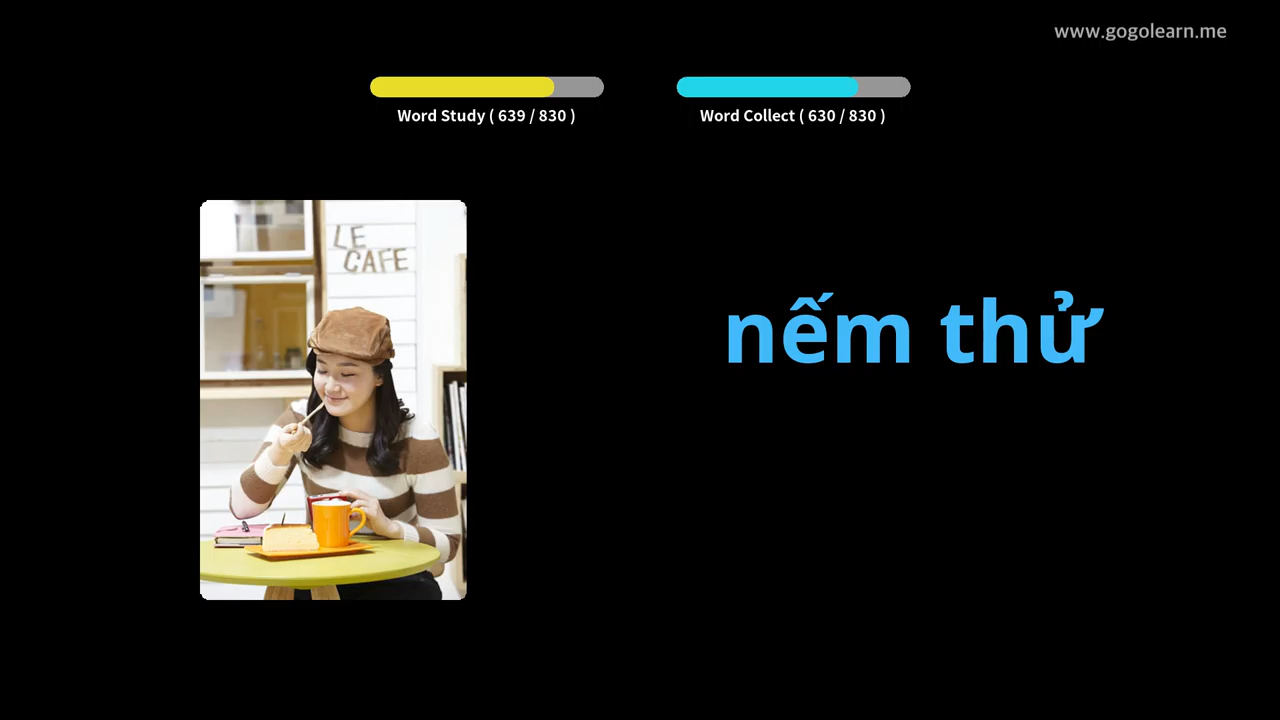 www.gogolearn.me
Word Study ( 639 / 830 )
Word Collect ( 630 / 830 )
LE
CAFE
nếm thử